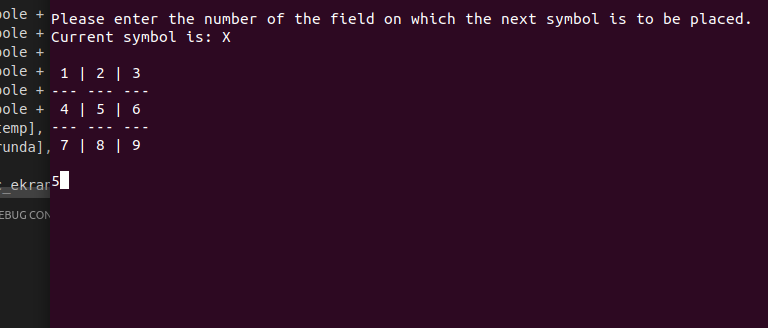 Please enter the number of the field on which the next symbol is to be placed.
Current symbol is: X
1 | 2 | 3
--- --- ---
4 | 5 | 6
--- --- ---
7 | 8 | 9
5
pole +
pole +
pole +
pole +
pole +
pole +
temp],
runda],
_ekran
EBUG CON